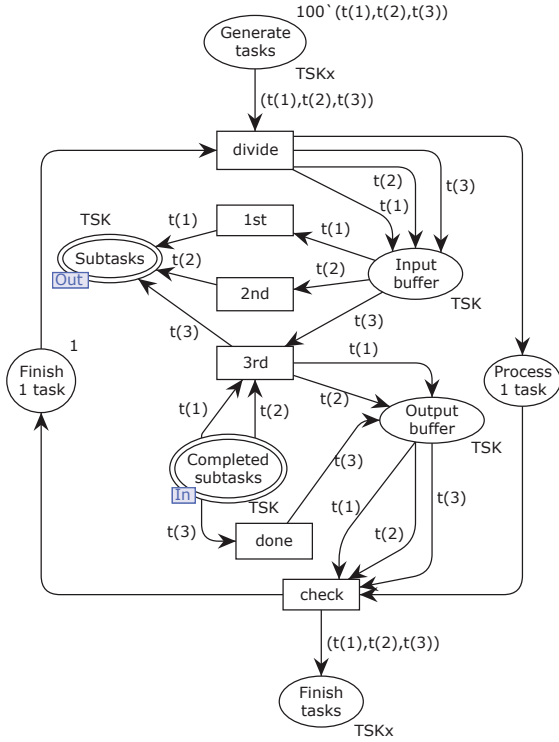 100`(t(1),t(2),t(3))
Generate
tasks
TSKx
(t(1),t(2),t(3))
divide
t(2)
t(3)
t(1)
TSK
t(1)
1st
t(1)
Subtasks
Out
t(2)
2nd
t(2)
Input
buffer
TSK
t(3)
t(3)
1
Finish
1 task
3rd
t(1)
t(2)
Process
1 task
t(1)
t(2)
Output
buffer
TSK
Completed
subtasks
In
TSK
t(3)
t(3)
done
t(1)
t(2)
t(3)
check
(t(1),t(2),t(3))
Finish
tasks
TSKx